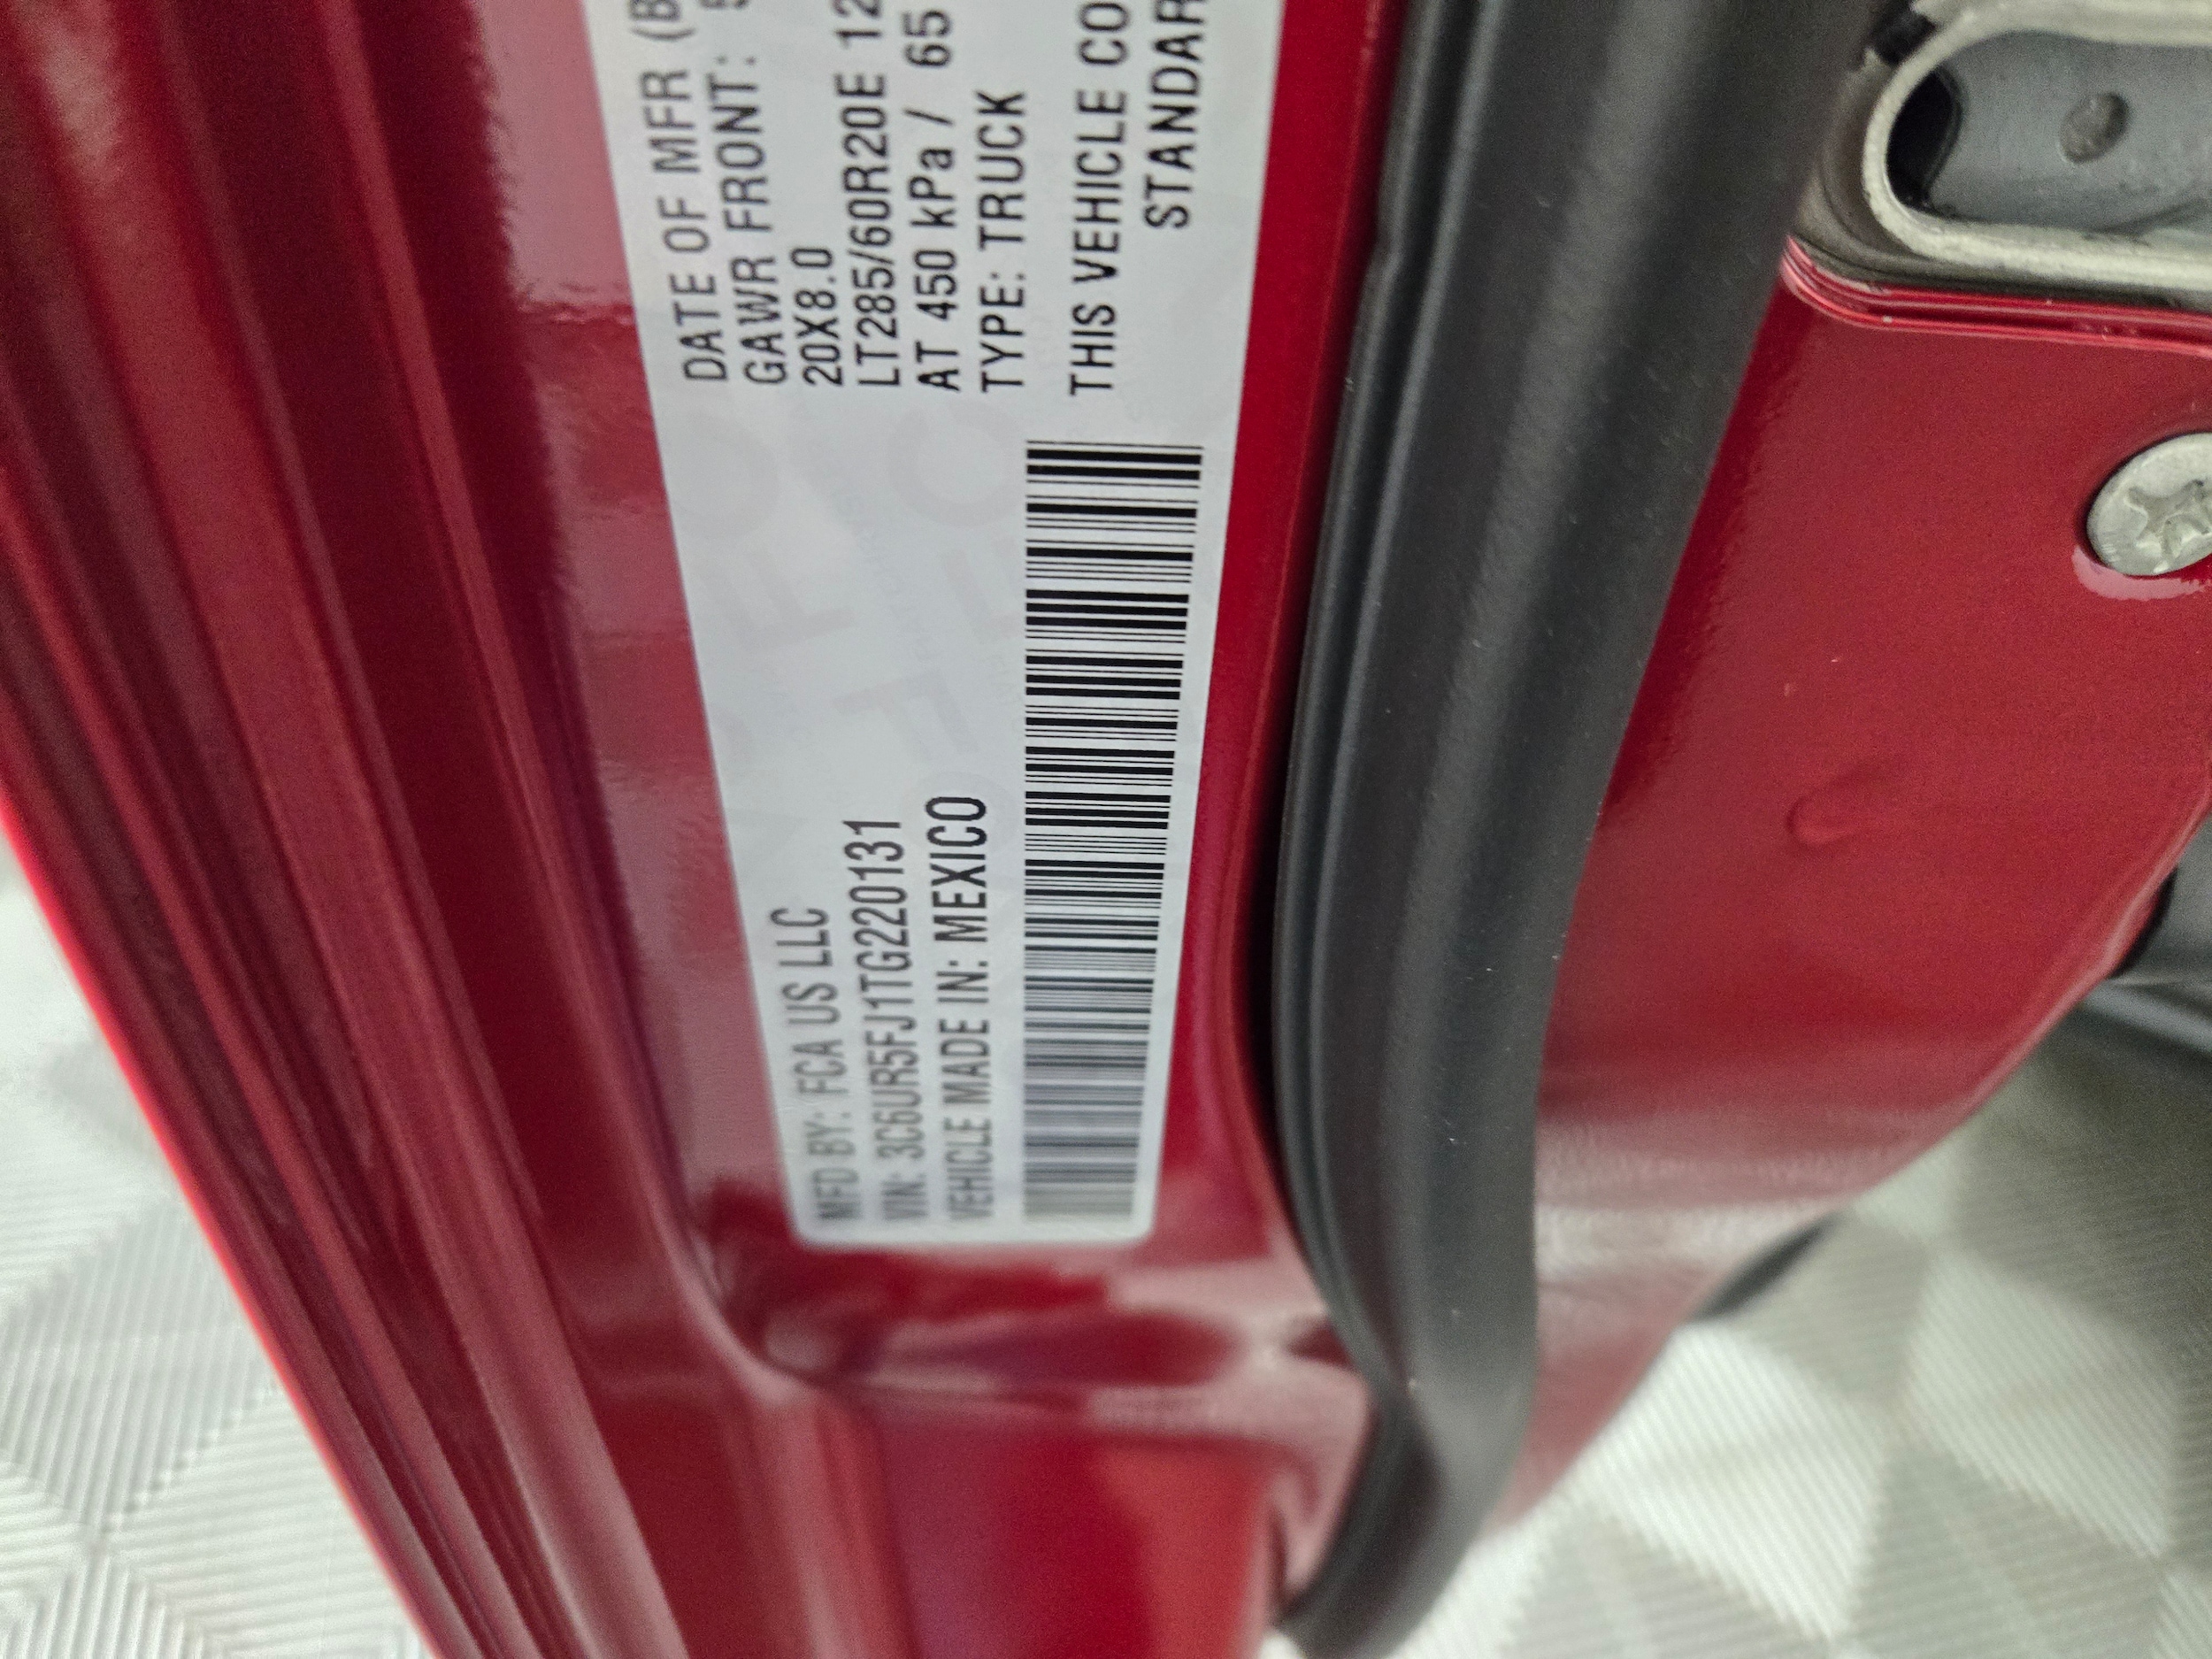 MFD BY: FCA US LLC
VIN: 3C6UR5FJ1TG220131
VEHICLE MADE IN: MEXICO
DATE OF MFR (B
GAWR FRONT:
20X8.0
LT285/60R20E 12
AT 450 kPa / 65
TYPE: TRUCK
THIS VEHICLE CO
STANDAR